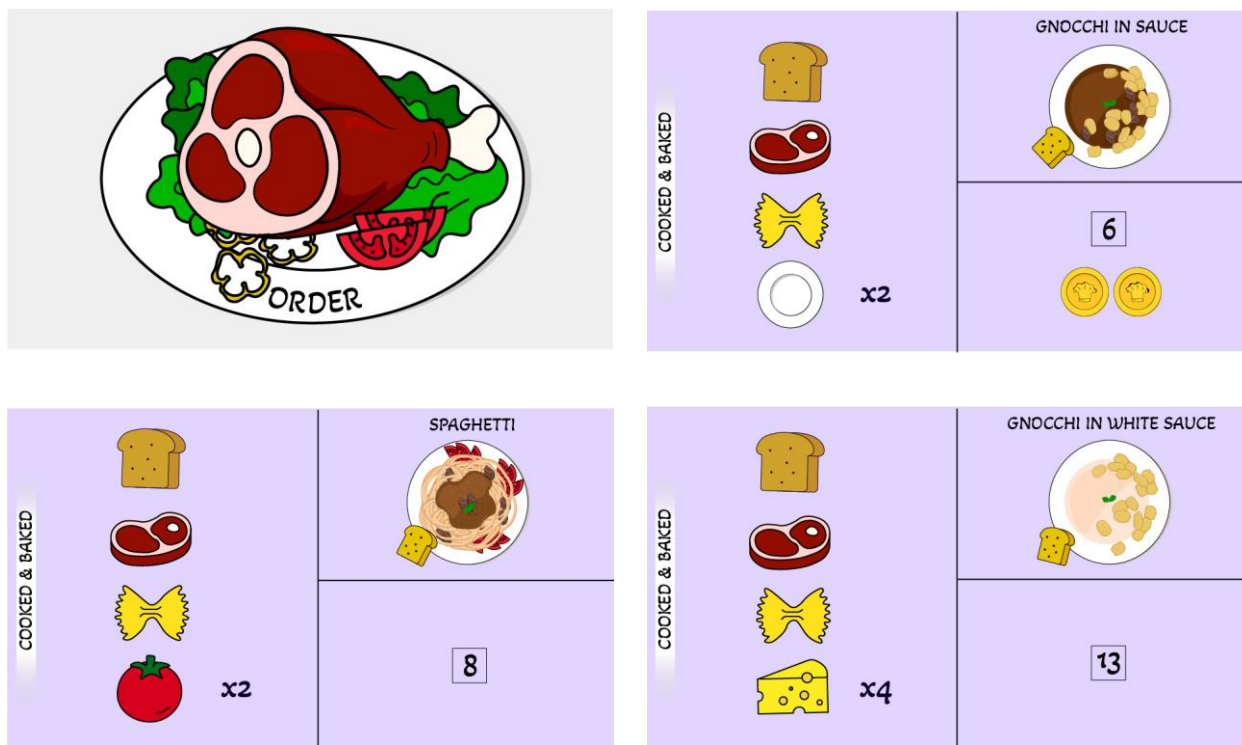 ORDER
COOKED & BAKED
GNOCCHI IN SAUCE
x2
6
COOKED & BAKED
SPAGHETTI
x2
8
COOKED & BAKED
GNOCCHI IN WHITE SAUCE
x4
13